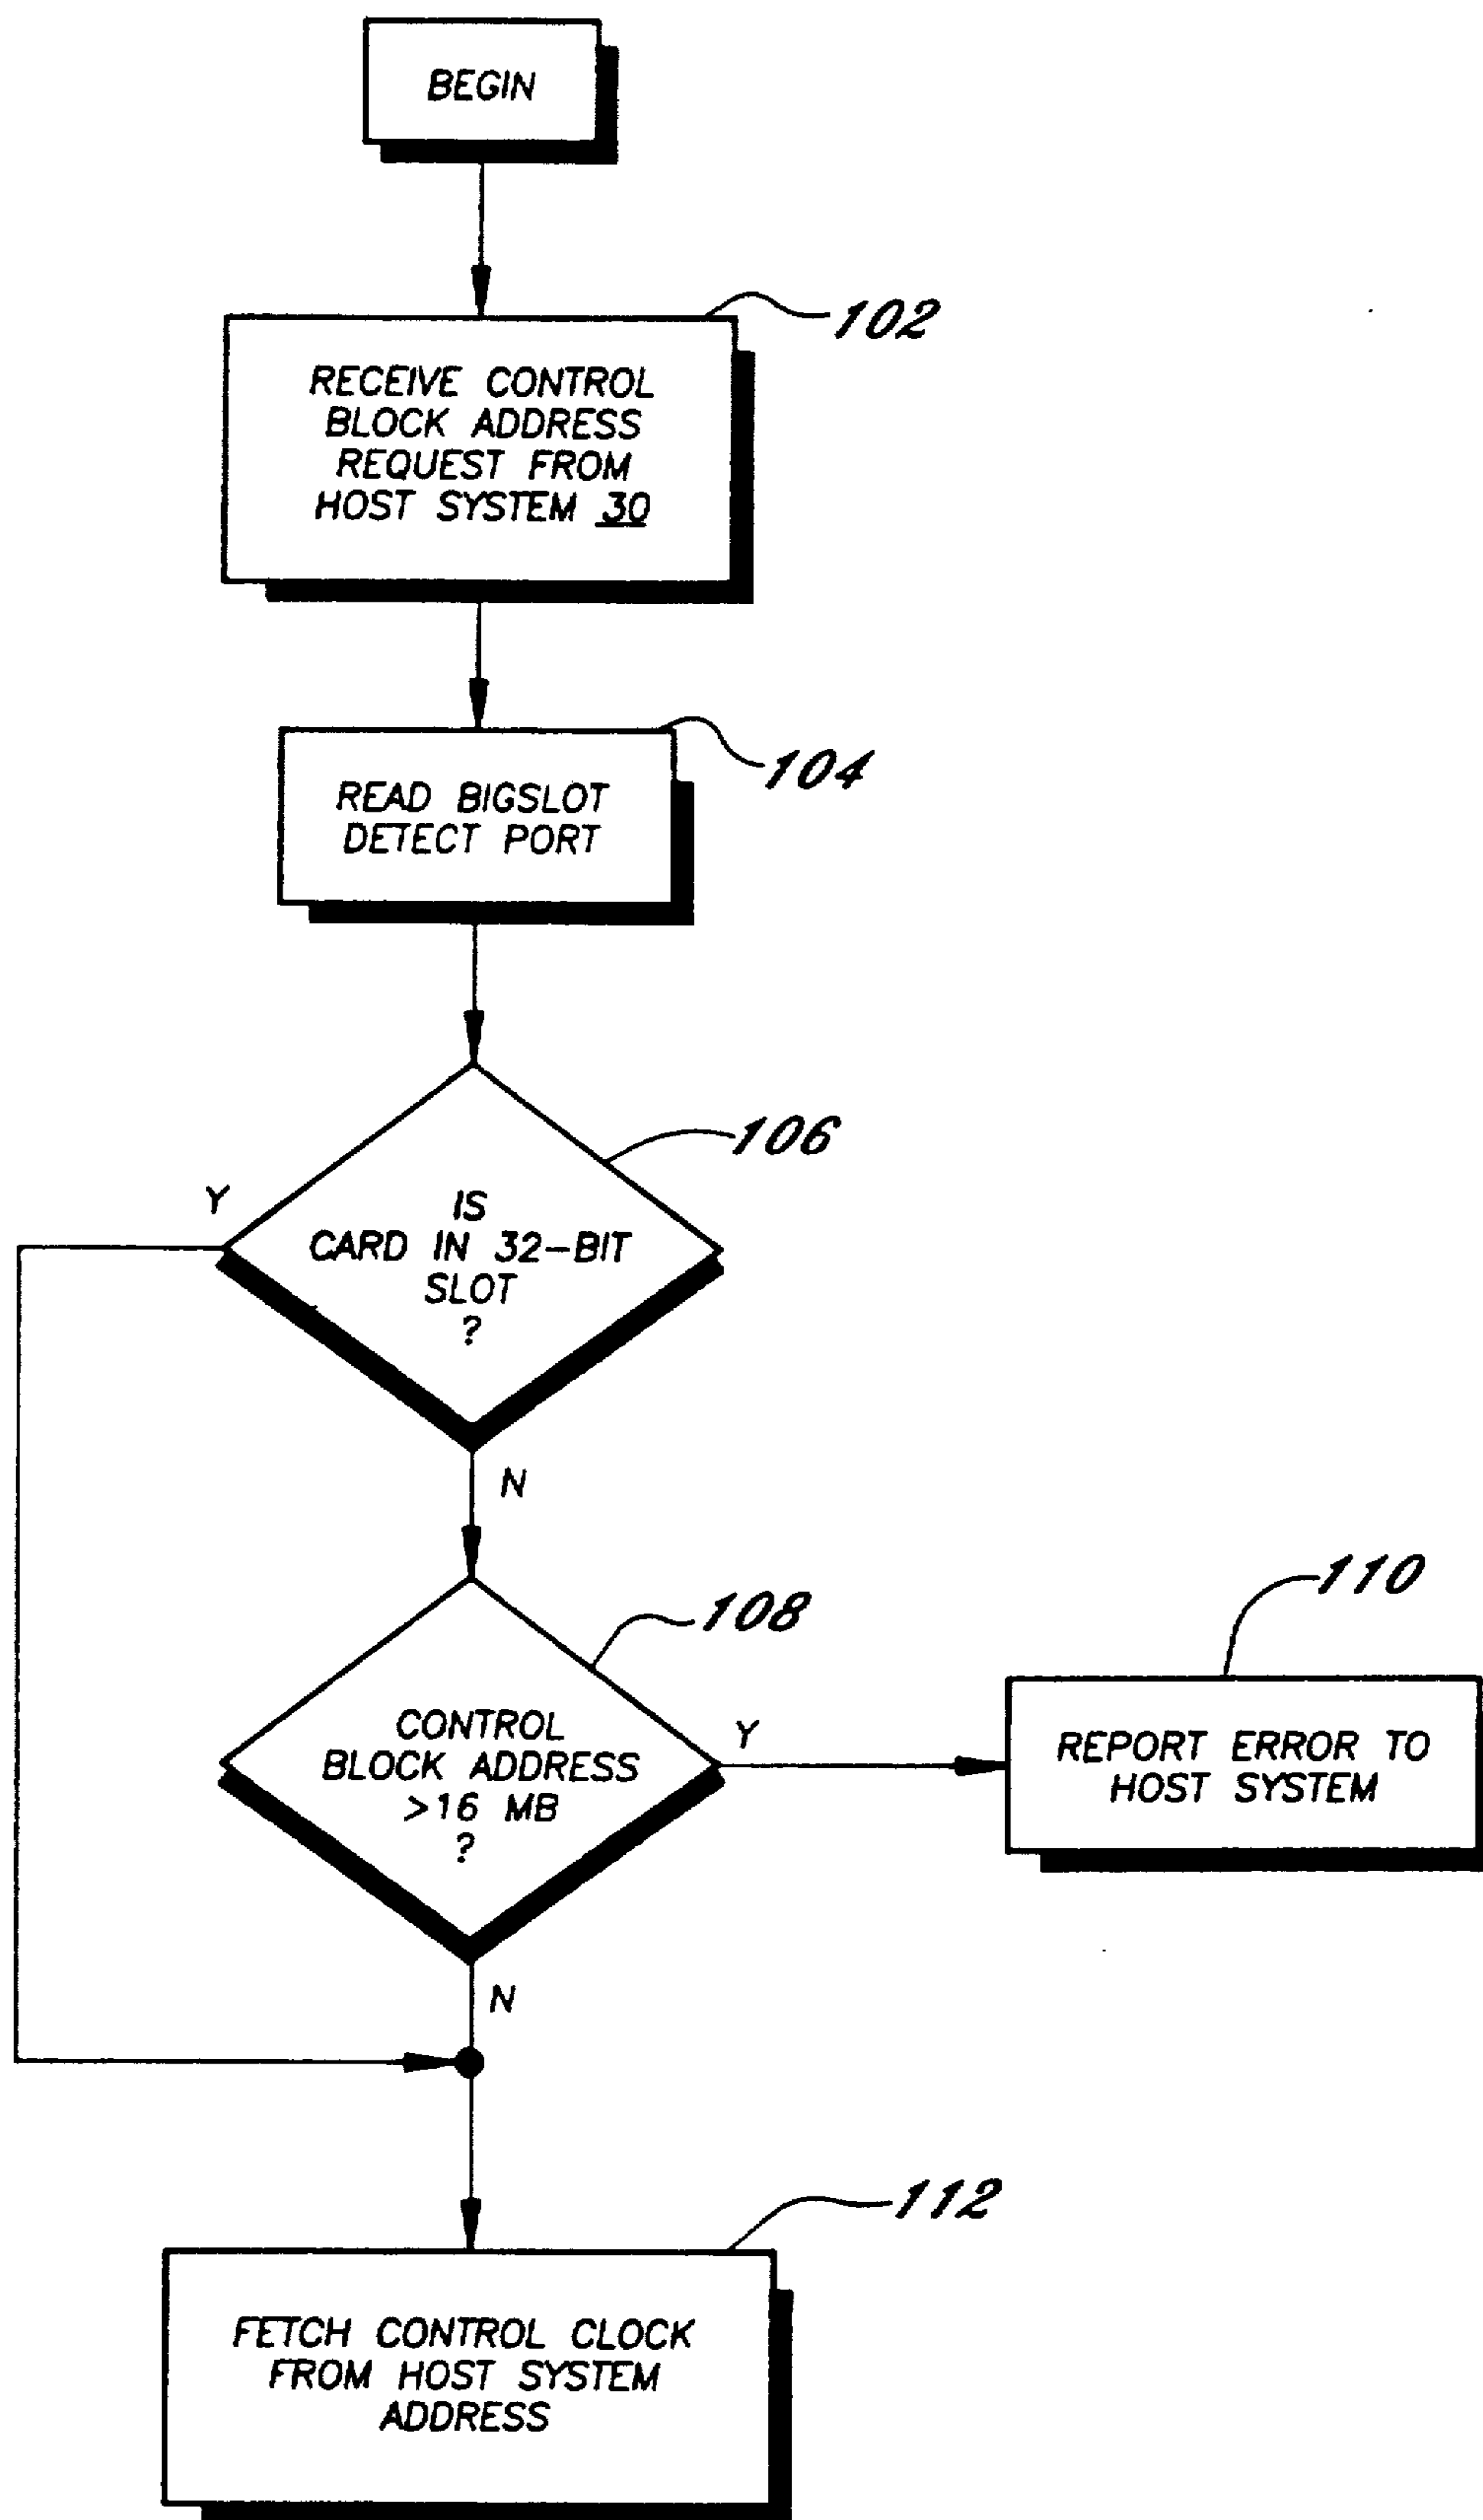 BEGIN
102
RECEIVE CONTROL
BLOCK ADDRESS
REQUEST FROM
HOST SYSTEM 30
104
READ BIGSLOT
DETECT PORT
106
Y
IS
CARD IN 32-BIT
SLOT
?
N
108
110
CONTROL
BLOCK ADDRESS
>16 MB
?
Y
REPORT ERROR TO
HOST SYSTEM
N
112
FETCH CONTROL CLOCK
FROM HOST SYSTEM
ADDRESS